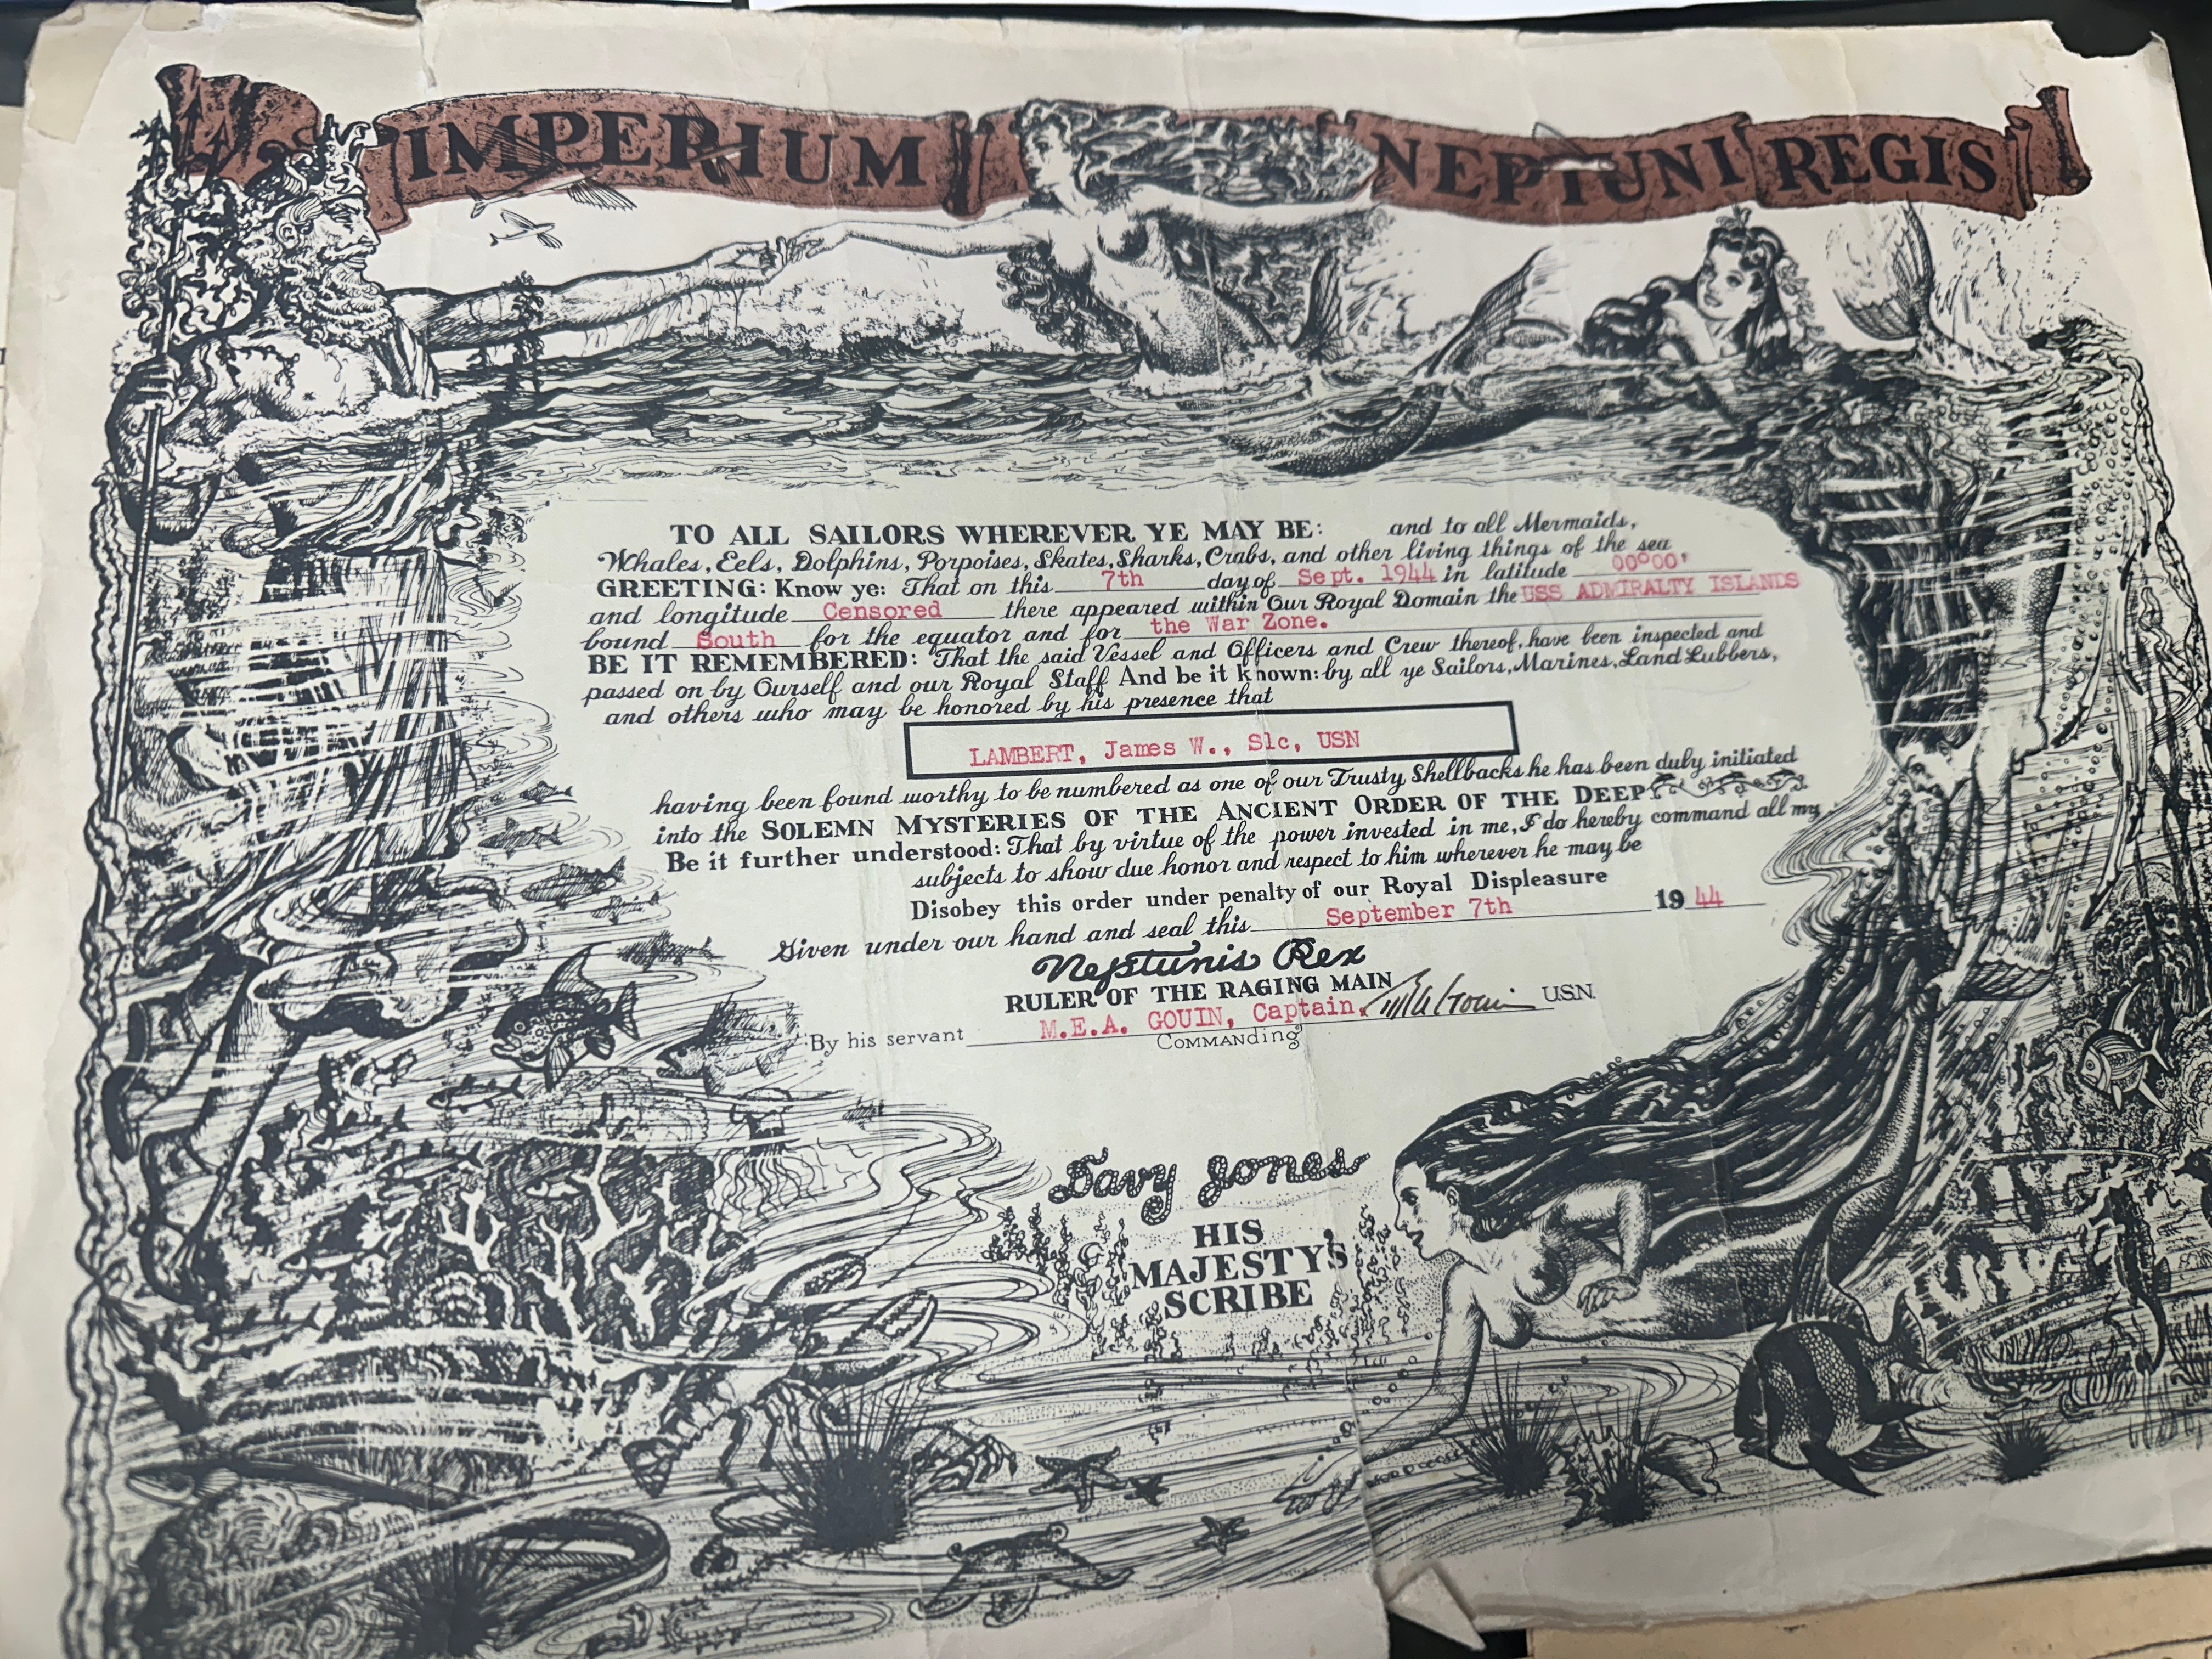 IMPERIUM NEPTUNI REGIS
TO ALL SAILORS WHEREVER YE MAY BE: and to all Mermaids,
Whales, Eels, Dolphins, Porpoises, Skates, Sharks, Crabs, and other living things of the sea
GREETING: Know ye: That on this 7th day of Sept. 1944 in latitude 00°00'
and longitude Censored there appeared within Our Royal Domain the USS ADMIRALTY ISLANDS
bound South for the equator and for the War Zone.
BE IT REMEMBERED: That the said Vessel and Officers and Crew thereof, have been inspected and
passed on by Ourself and our Royal Staff And be it known: by all ye Sailors, Marines, Land Lubbers,
and others who may be honored by his presence that
LAMBERT, James W., S1c, USN
having been found worthy to be numbered as one of our Trusty Shellbacks he has been duly initiated
into the SOLEMN MYSTERIES OF THE ANCIENT ORDER OF THE DEEP
Be it further understood: That by virtue of the power invested in me, I do hereby command all my
subjects to show due honor and respect to him wherever he may be
Disobey this order under penalty of our Royal Displeasure
Given under our hand and seal this September 7th 1944
Neptunis Rex
RULER OF THE RAGING MAIN
By his servant M.E.A. GOUIN, Captain, MEA Gouin U.S.N.
COMMANDing
Davy Jones
HIS
MAJESTY'S
SCRIBE